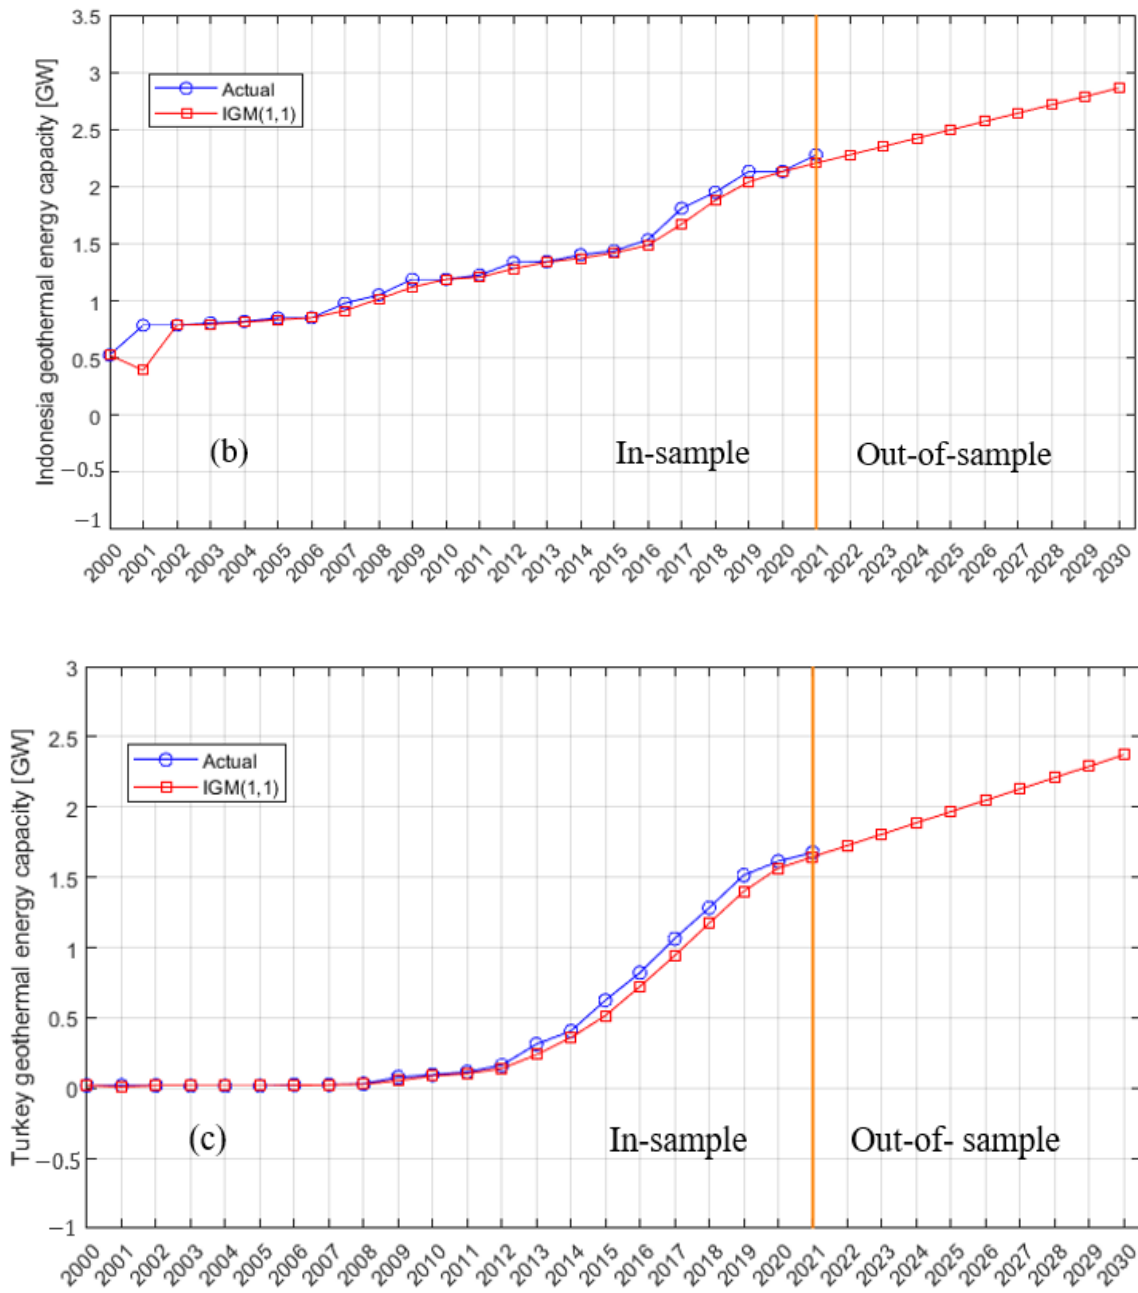 Indonesia geothermal energy capacity [GW]
3.5
3
2.5
2
1.5
1
0.5
0
−0.5
−1
Actual
IGM(1,1)
(b)
In-sample
Out-of-sample
2000 2001 2002 2003 2004 2005 2006 2007 2008 2009 2010 2011 2012 2013 2014 2015 2016 2017 2018 2019 2020 2021 2022 2023 2024 2025 2026 2027 2028 2029 2030
Turkey geothermal energy capacity [GW]
3
2.5
2
1.5
1
0.5
0
−0.5
−1
Actual
IGM(1,1)
(c)
In-sample
Out-of- sample
2000 2001 2002 2003 2004 2005 2006 2007 2008 2009 2010 2011 2012 2013 2014 2015 2016 2017 2018 2019 2020 2021 2022 2023 2024 2025 2026 2027 2028 2029 2030